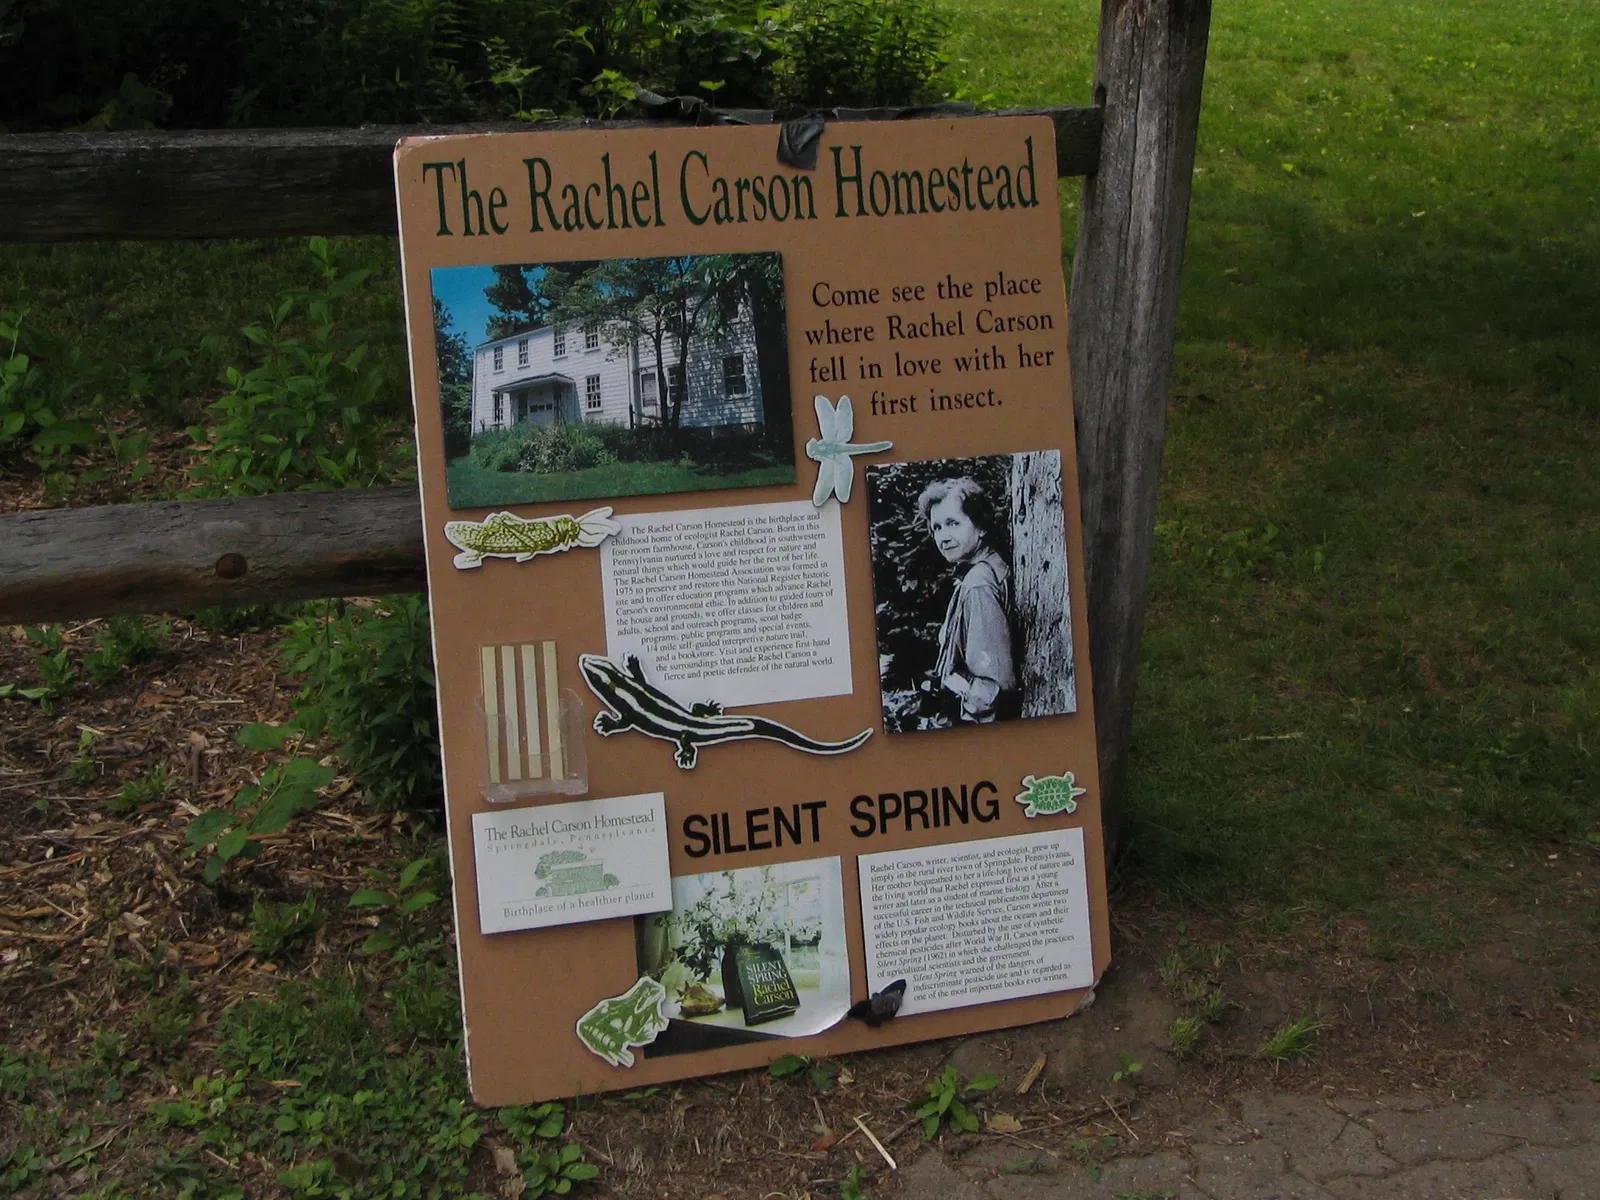 The Rachel Carson Homestead
Come see the place
where Rachel Carson
fell in love with her
first insect.
The Rachel Carson Homestead is the birthplace and
childhood home of ecologist Rachel Carson. Born in this
four-room farmhouse, Carson's childhood in southwestern
Pennsylvania nurtured a love and respect for nature and
natural things which would guide her the rest of her life.
The Rachel Carson Homestead Association was formed in
1975 to preserve and restore this National Register historic
site and to offer education programs which advance Rachel
Carson's environmental ethic. In addition to guided tours of
the house and grounds, we offer classes for children and
adults, school and outreach programs, scout badge
programs, public programs and special events,
1/4 mile self-guided interpretive nature trail,
and a bookstore. Visit and experience first-hand
the surroundings that made Rachel Carson a
fierce and poetic defender of the natural world.
SILENT SPRING
The Rachel Carson Homestead
Springdale, Pennsylvania
Birthplace of a healthier planet
SILENT
SPRING
Rachel
Carson
Rachel Carson, writer, scientist, and ecologist, grew up
simply in the rural river town of Springdale, Pennsylvania.
Her mother bequeathed to her a life-long love of nature and
the living world that Rachel expressed first as a young
writer and later as a student of marine biology. After a
successful career in the technical publications department
of the U.S. Fish and Wildlife Service, Carson wrote two
widely popular ecology books about the oceans and their
effects on the planet. Disturbed by the use of synthetic
chemical pesticides after World War II, Carson wrote
Silent Spring (1962) in which she challenged the practices
of agricultural scientists and the government.
Silent Spring warned of the dangers of
indiscriminate pesticide use and is regarded as
one of the most important books ever written.